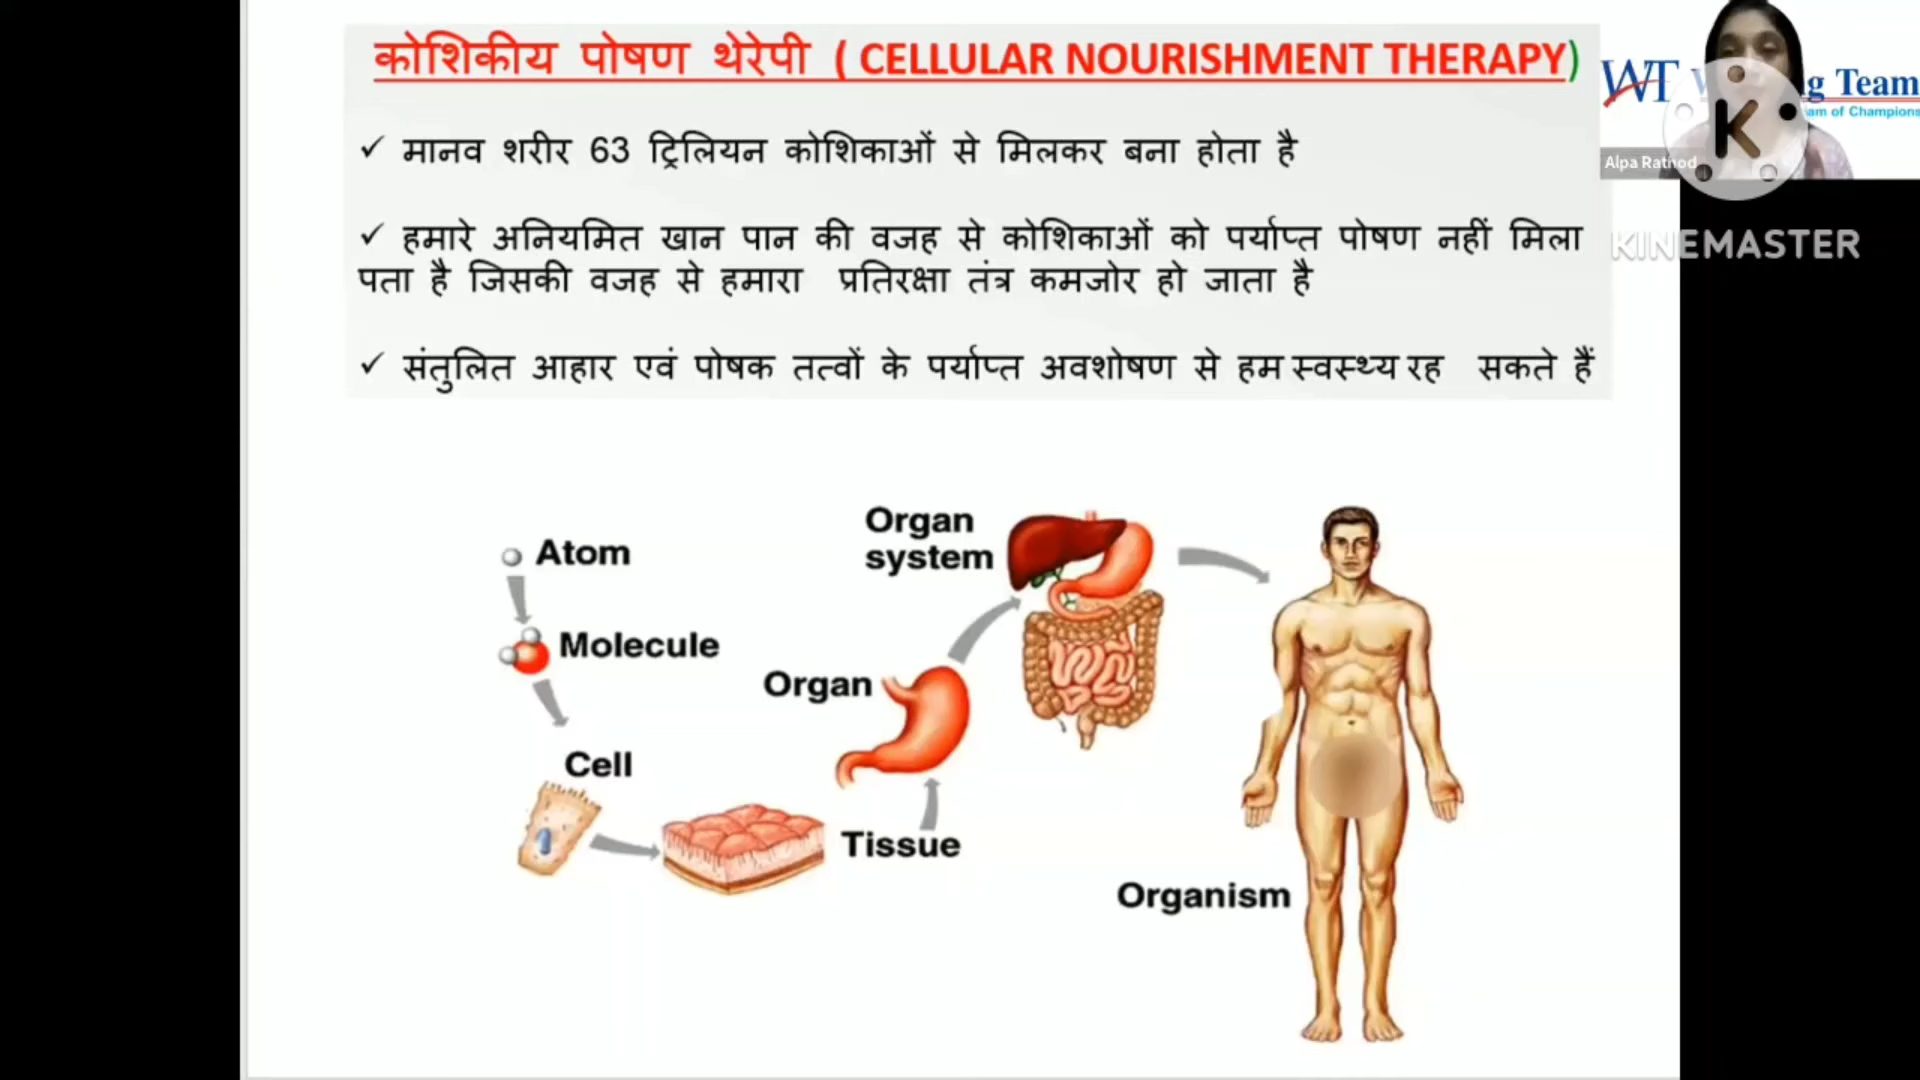 कोशिकीय पोषण थेरेपी ( CELLULAR NOURISHMENT THERAPY)
✓ मानव शरीर 63 ट्रिलियन कोशिकाओं से मिलकर बना होता है
✓ हमारे अनियमित खान पान की वजह से कोशिकाओं को पर्याप्त पोषण नहीं मिला
पता है जिसकी वजह से हमारा प्रतिरक्षा तंत्र कमजोर हो जाता है
✓ संतुलित आहार एवं पोषक तत्वों के पर्याप्त अवशोषण से हम स्वस्थ्य रह सकते हैं
WT
Team
of Champions
K
Alpa Rathod
KINEMASTER
Atom
Molecule
Cell
Tissue
Organ
Organ
system
Organism